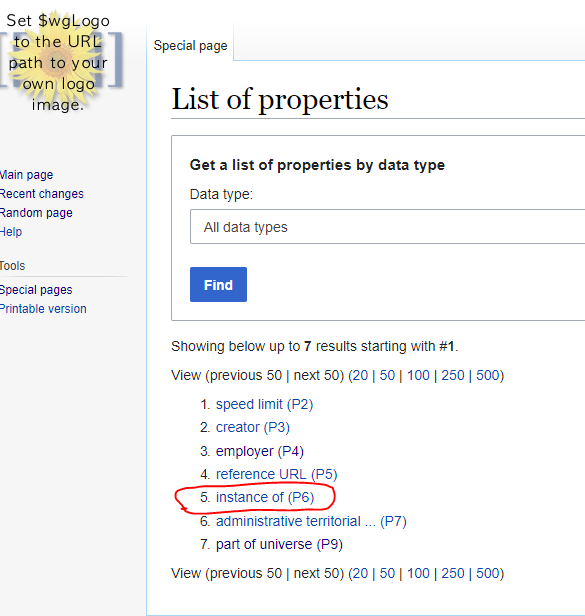 Set $wgLogo
to the URL
path to your
own logo
image.
Special page
List of properties
Main page
Recent changes
Random page
Help
Tools
Special pages
Printable version
Get a list of properties by data type
Data type:
All data types
Find
Showing below up to 7 results starting with #1.
View (previous 50 | next 50) (20 | 50 | 100 | 250 | 500)
1. speed limit (P2)
2. creator (P3)
3. employer (P4)
4. reference URL (P5)
5. instance of (P6)
6. administrative territorial ... (P7)
7. part of universe (P9)
View (previous 50 | next 50) (20 | 50 | 100 | 250 | 500)